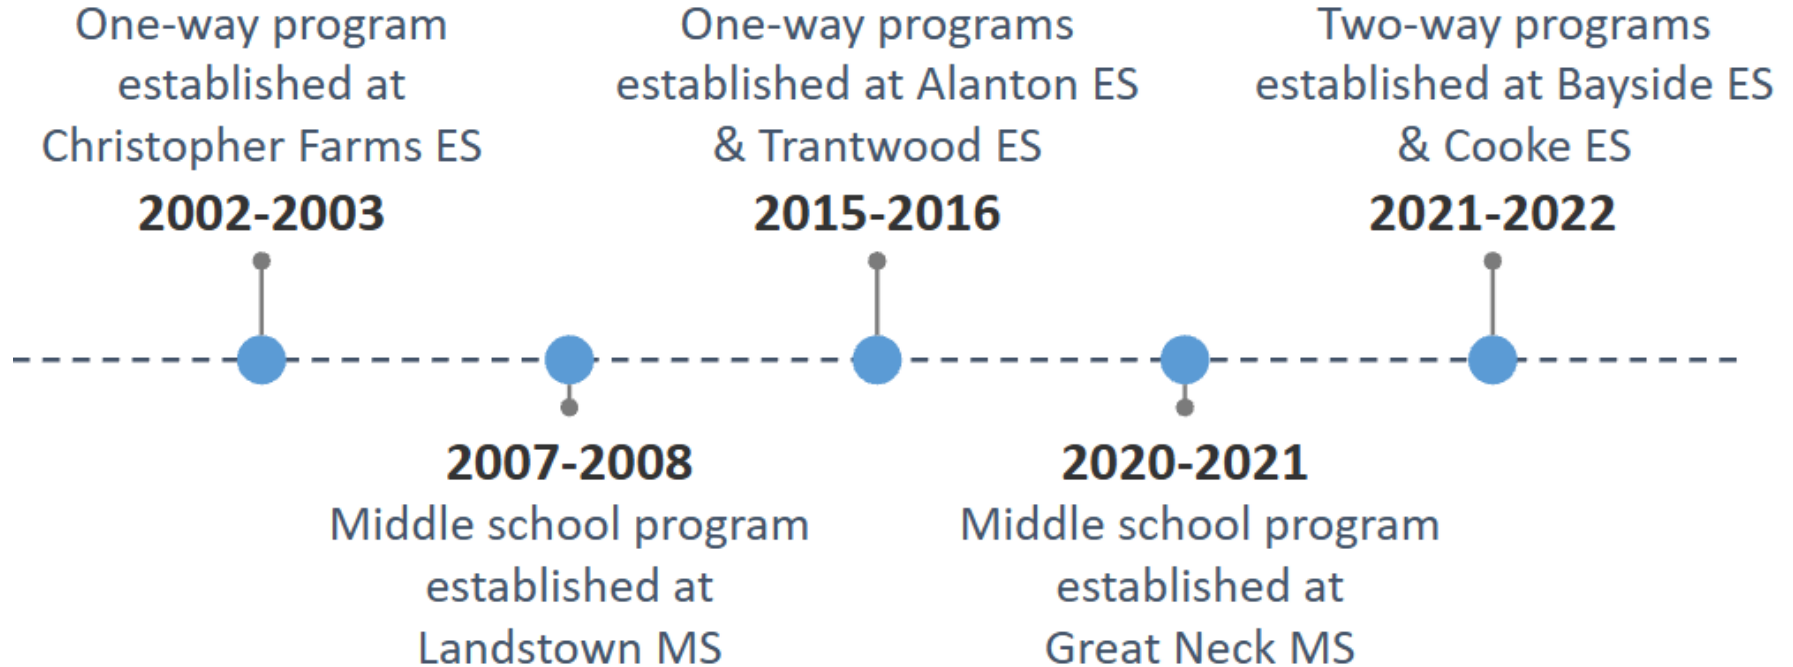 One-way program
established at
Christopher Farms ES
2002-2003
2007-2008
Middle school program
established at
Landstown MS
One-way programs
established at Alanton ES
& Trantwood ES
2015-2016
2020-2021
Middle school program
established at
Great Neck MS
Two-way programs
established at Bayside ES
& Cooke ES
2021-2022